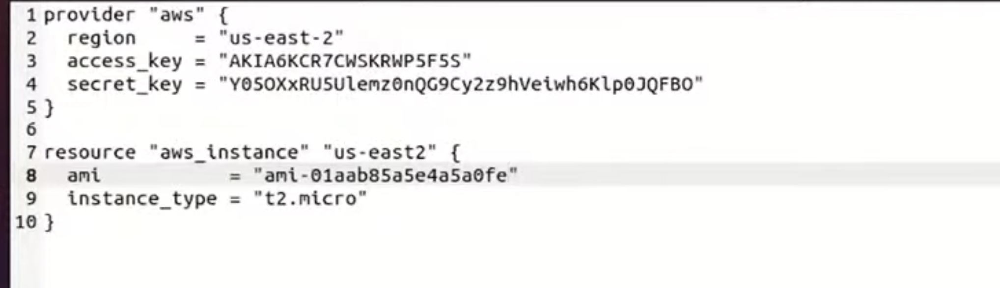 1 provider "aws" {
2 region = "us-east-2"
3 access_key = "AKIA6KCR7CWSKRWP5F5S"
4 secret_key = "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"
5 }
6
7 resource "aws_instance" "us-east2" {
8 ami = "ami-01aab85a5e4a5a0fe"
9 instance_type = "t2.micro"
10 }